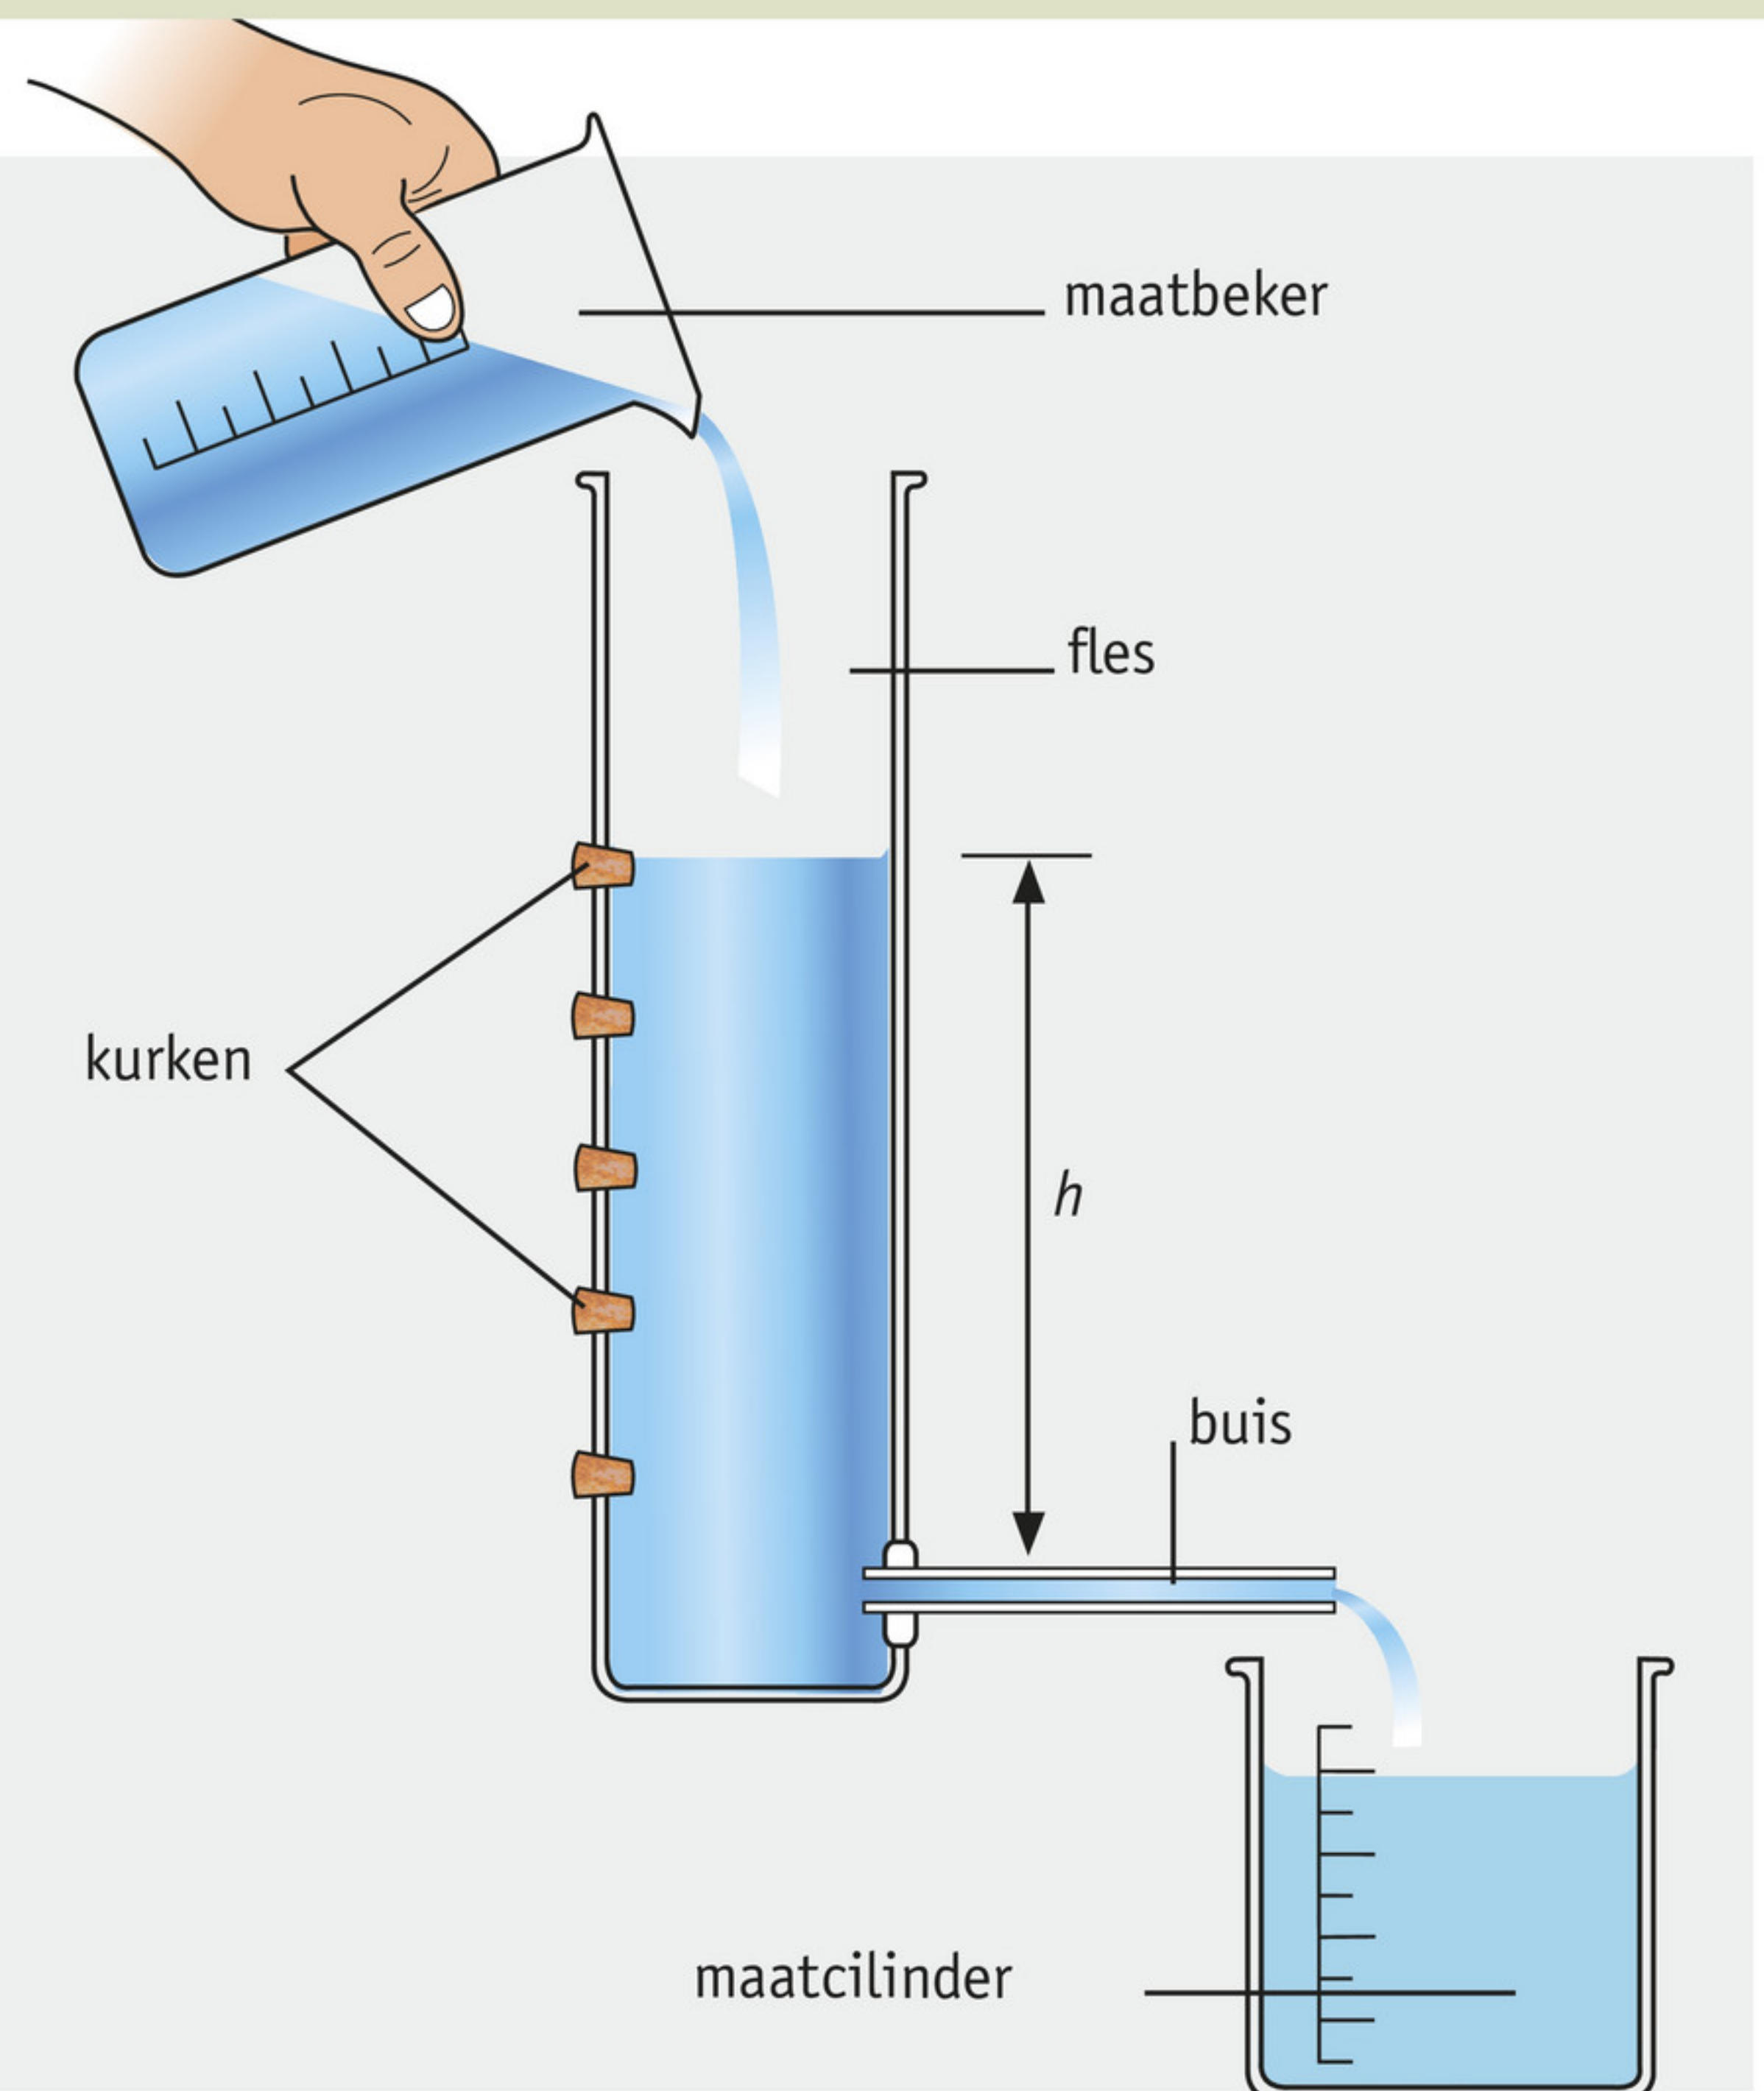 maatbeker
fles
kurken
h
buis
maatcilinder